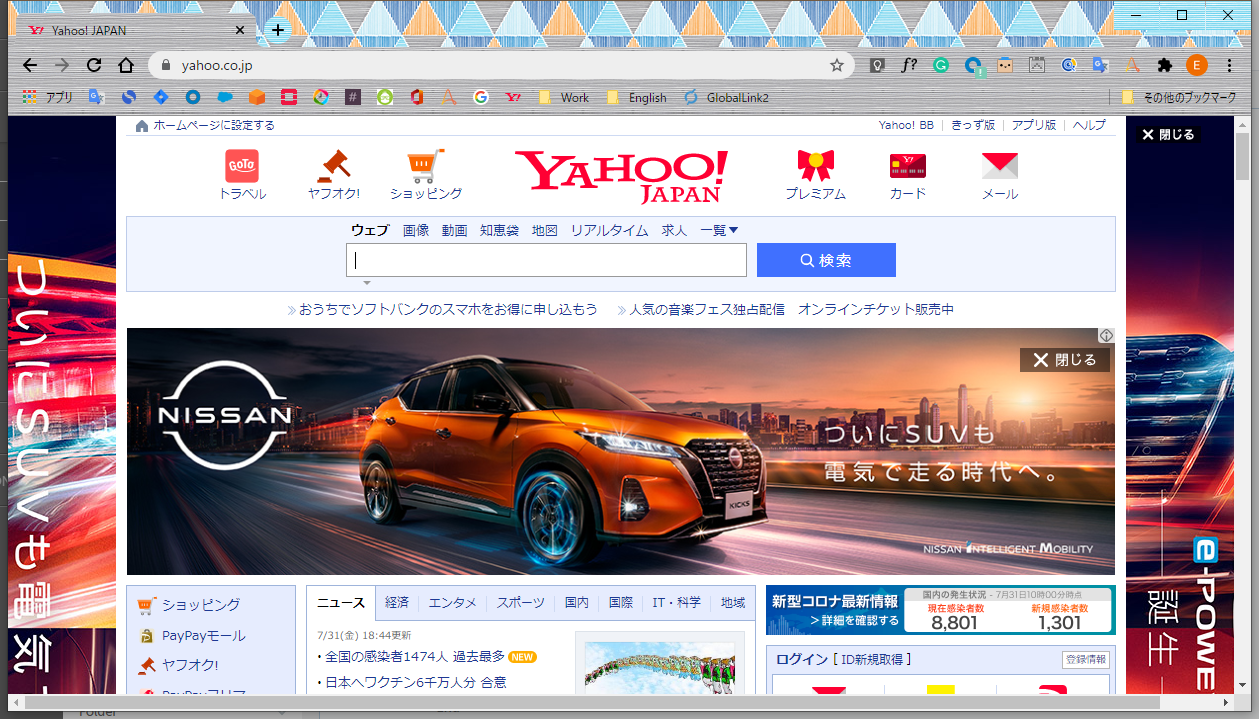 Yahoo! JAPAN
yahoo.co.jp
f?
E
アプリ
Work
English
GlobalLink2
その他のブックマーク
ホームページに設定する
Yahoo! BB
きっず版
アプリ版
ヘルプ
閉じる
GoTo
トラベル
ヤフオク!
ショッピング
YAHOO!
JAPAN
プレミアム
カード
メール
ウェブ 画像 動画 知恵袋 地図 リアルタイム 求人 一覧▼
検索
おうちでソフトバンクのスマホをお得に申し込もう
人気の音楽フェス独占配信 オンラインチケット販売中
閉じる
NISSAN
ついにSUVも
電気で走る時代へ。
KICKS
NISSAN INTELLIGENT MOBILITY
ついにSUVも電気
e-POWE
誕生
ショッピング
PayPayモール
ヤフオク!
PayPayフリマ
ニュース 経済 エンタメ スポーツ 国内 国際 IT・科学 地域
7/31(金) 18:44更新
・全国の感染者1474人 過去最多 NEW
・日本へワクチン6千万人分 合意
新型コロナ最新情報
>詳細を確認する
国内の発生状況 - 7月31日10時00分時点
現在感染者数
8,801
新規感染者数
1,301
ログイン [ ID新規取得 ]
登録情報
Folder